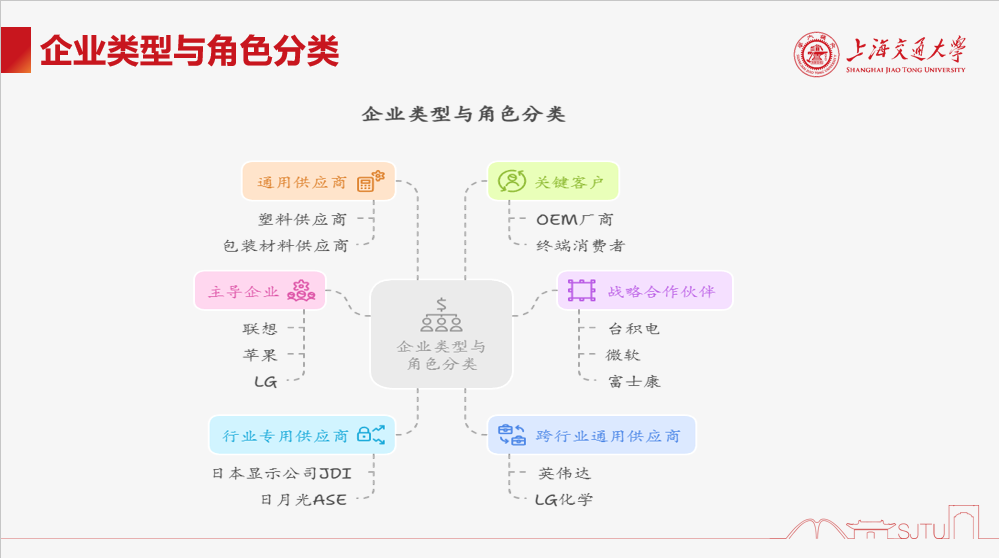 企业类型与角色分类
上海交通大学
SHANGHAI JIAO TONG UNIVERSITY
企业类型与角色分类
通用供应商
塑料供应商
包装材料供应商
关键客户
OEM厂商
终端消费者
主导企业
联想
苹果
LG
$
企业类型与
角色分类
战略合作伙伴
台积电
微软
富士康
行业专用供应商
日本显示公司JDI
日月光ASE
跨行业通用供应商
英伟达
LG化学
SJTU